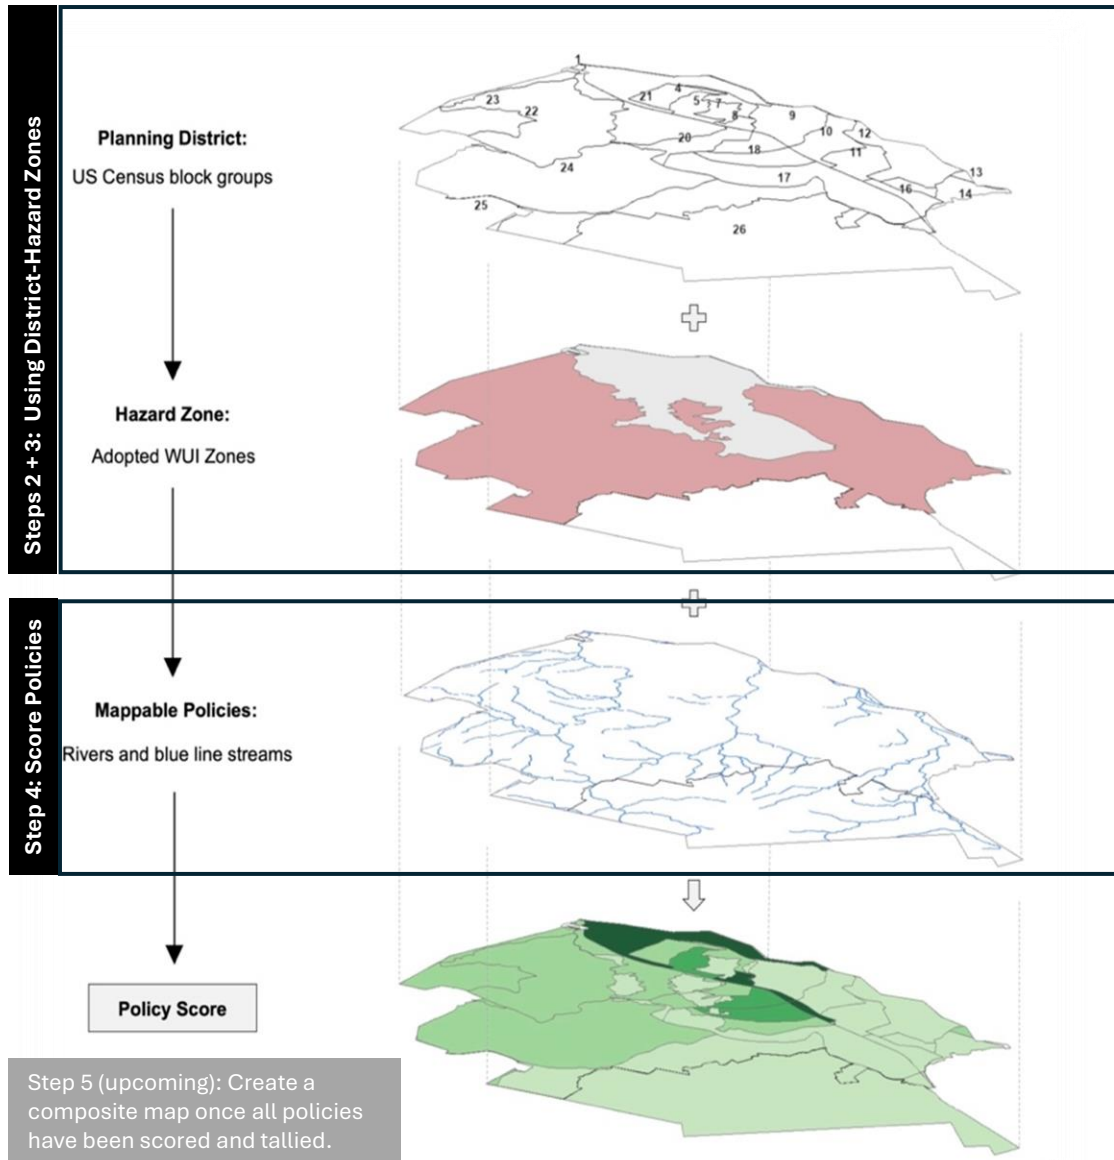 Steps 2 + 3: Using District-Hazard Zones
Planning District:
US Census block groups
1
23
22
21
4
5
7
8
9
10
12
11
20
18
24
17
13
16
14
25
26
Hazard Zone:
Adopted WUI Zones
Step 4: Score Policies
Mappable Policies:
Rivers and blue line streams
Policy Score
Step 5 (upcoming): Create a
composite map once all policies
have been scored and tallied.